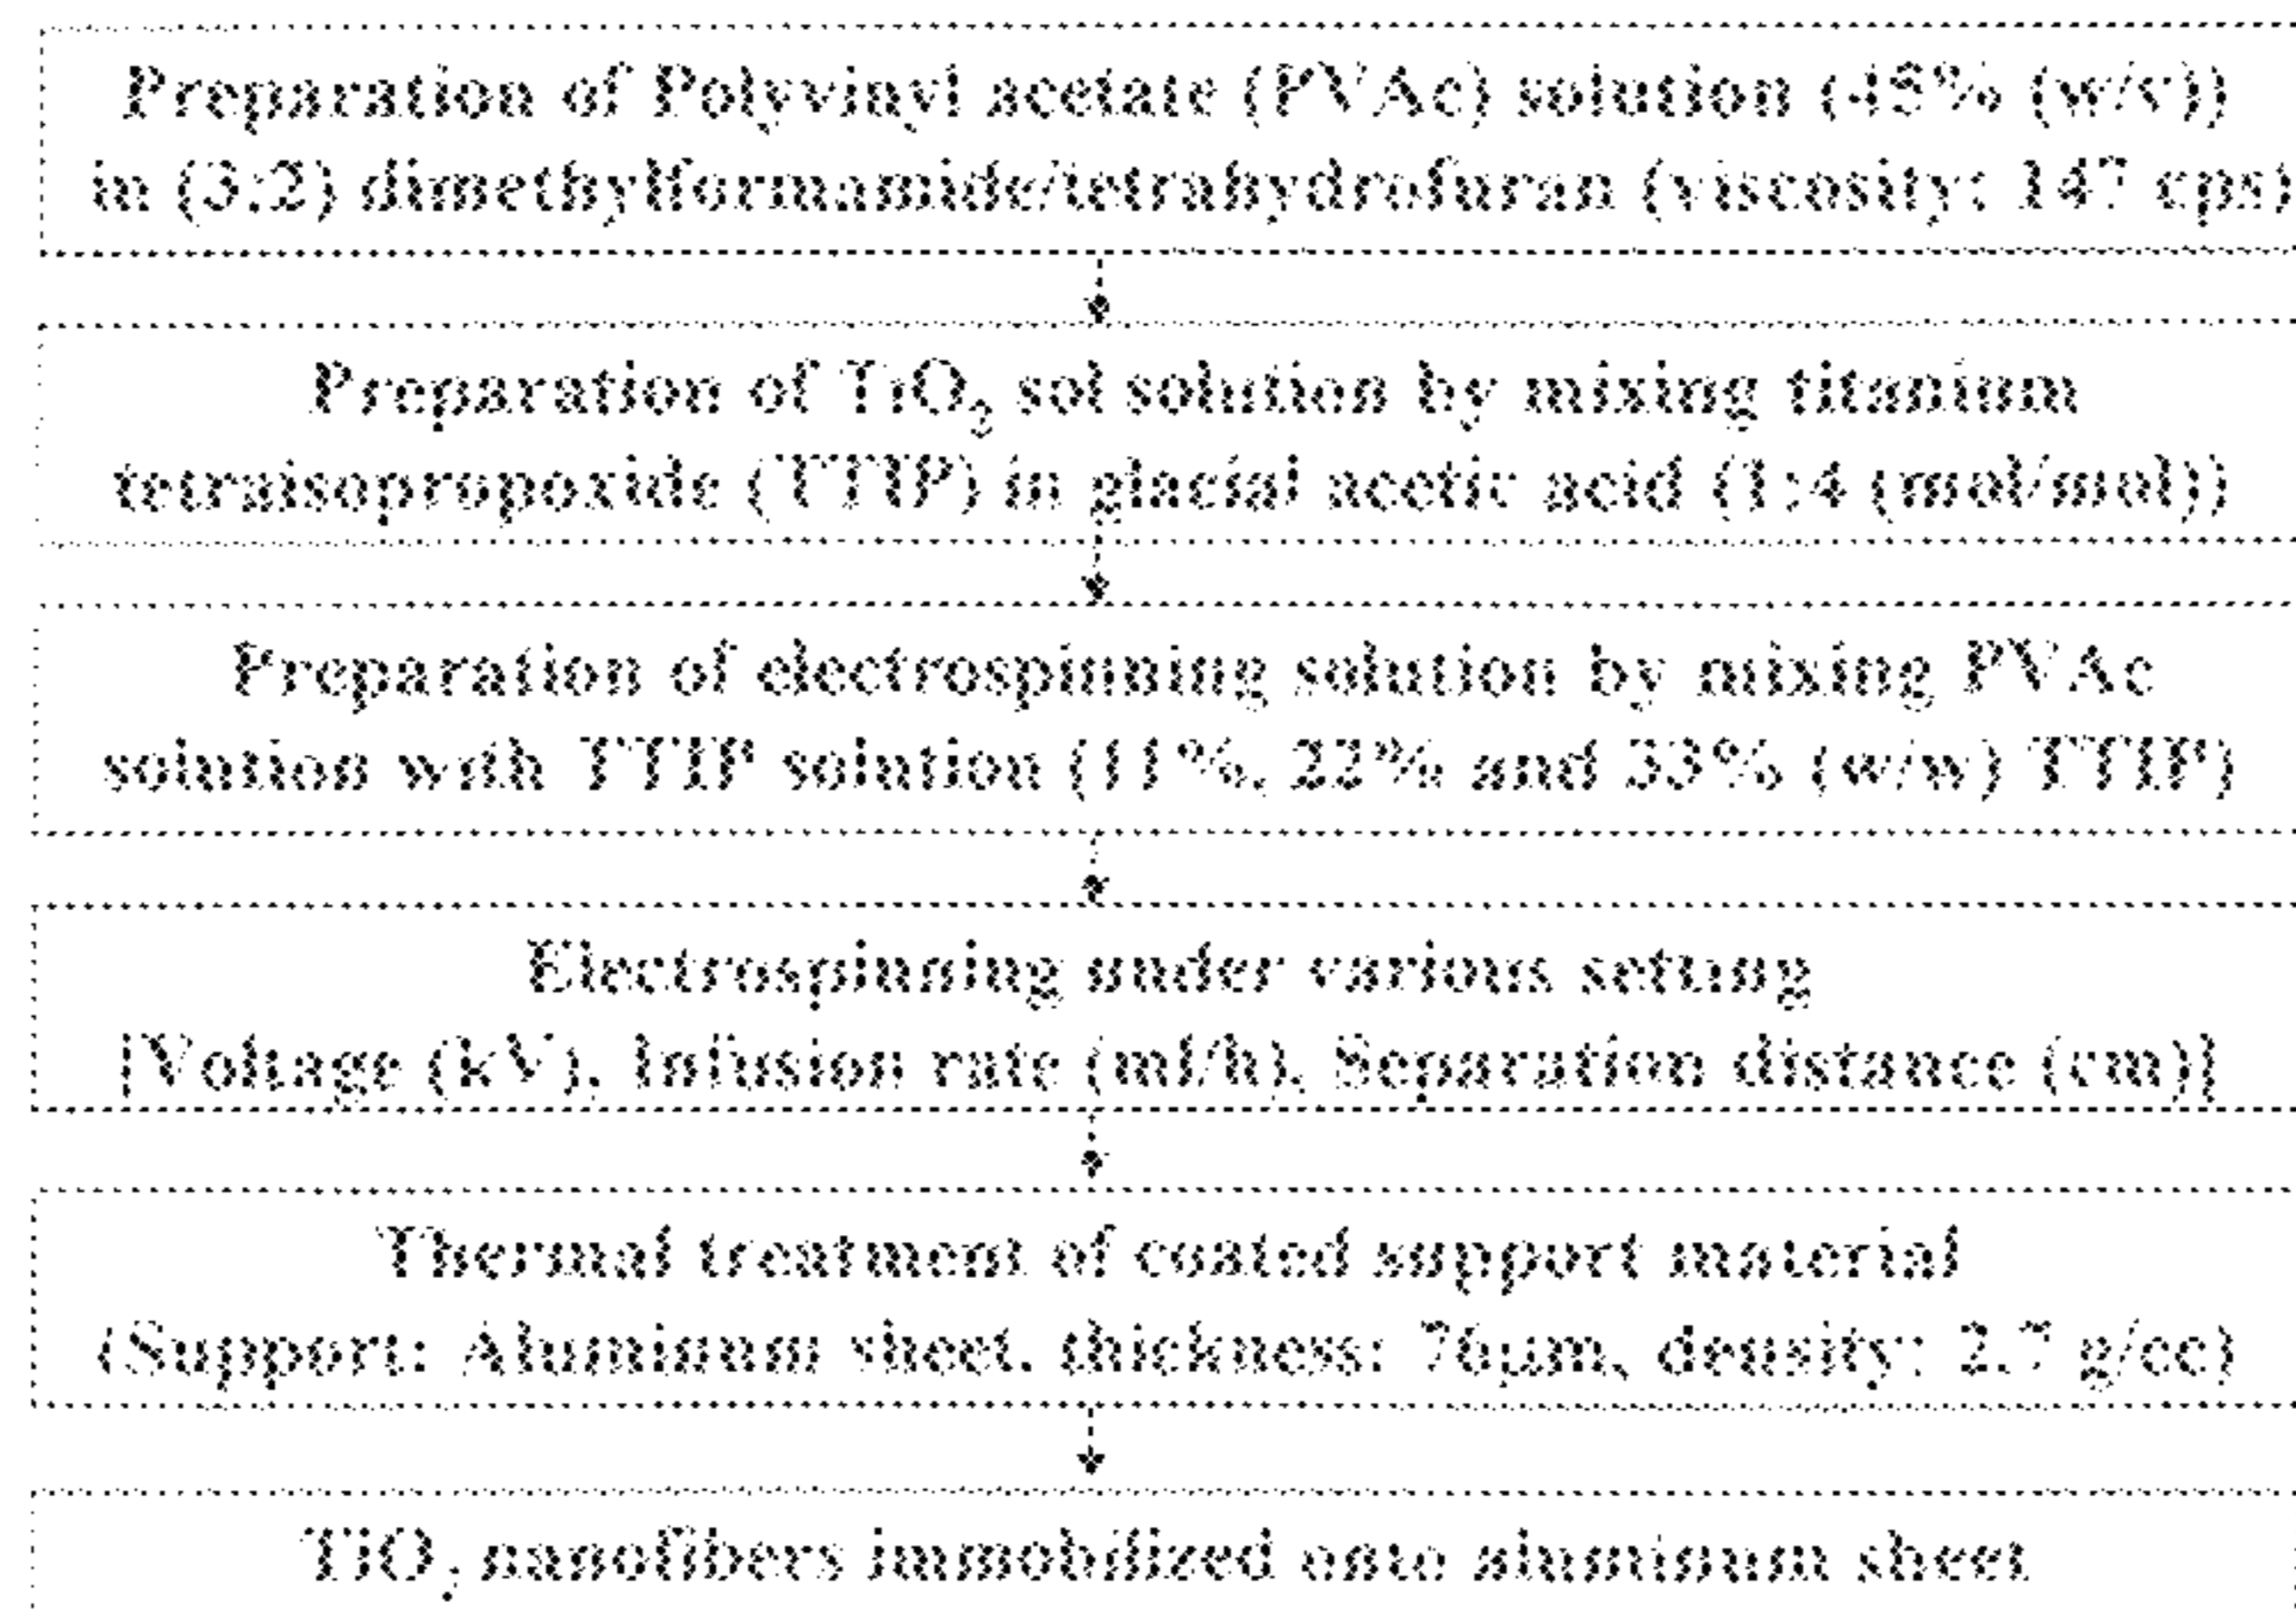 Preparation of Polyvinyl acetate (PVAc) solution (45% (w/v))
in (3:2) dimethylformamide/tetrahydrofuran (viscosity: 147 cps)
Preparation of TiO₂ sol solution by mixing titanium
tetraisopropoxide (TTIP) in glacial acetic acid (1:4 (mol/mol))
Preparation of electrospinning solution by mixing PVAc
solution with TTIP solution (11%, 22% and 33% (w/w) TTIP)
Electrospinning under various setting
[Voltage (kV), Infusion rate (ml/h), Separation distance (cm)]
Thermal treatment of coated support material
(Support: Aluminum sheet, thickness: 76µm, density: 2.7 g/cc)
TiO₂ nanofibers immobilized onto aluminum sheet